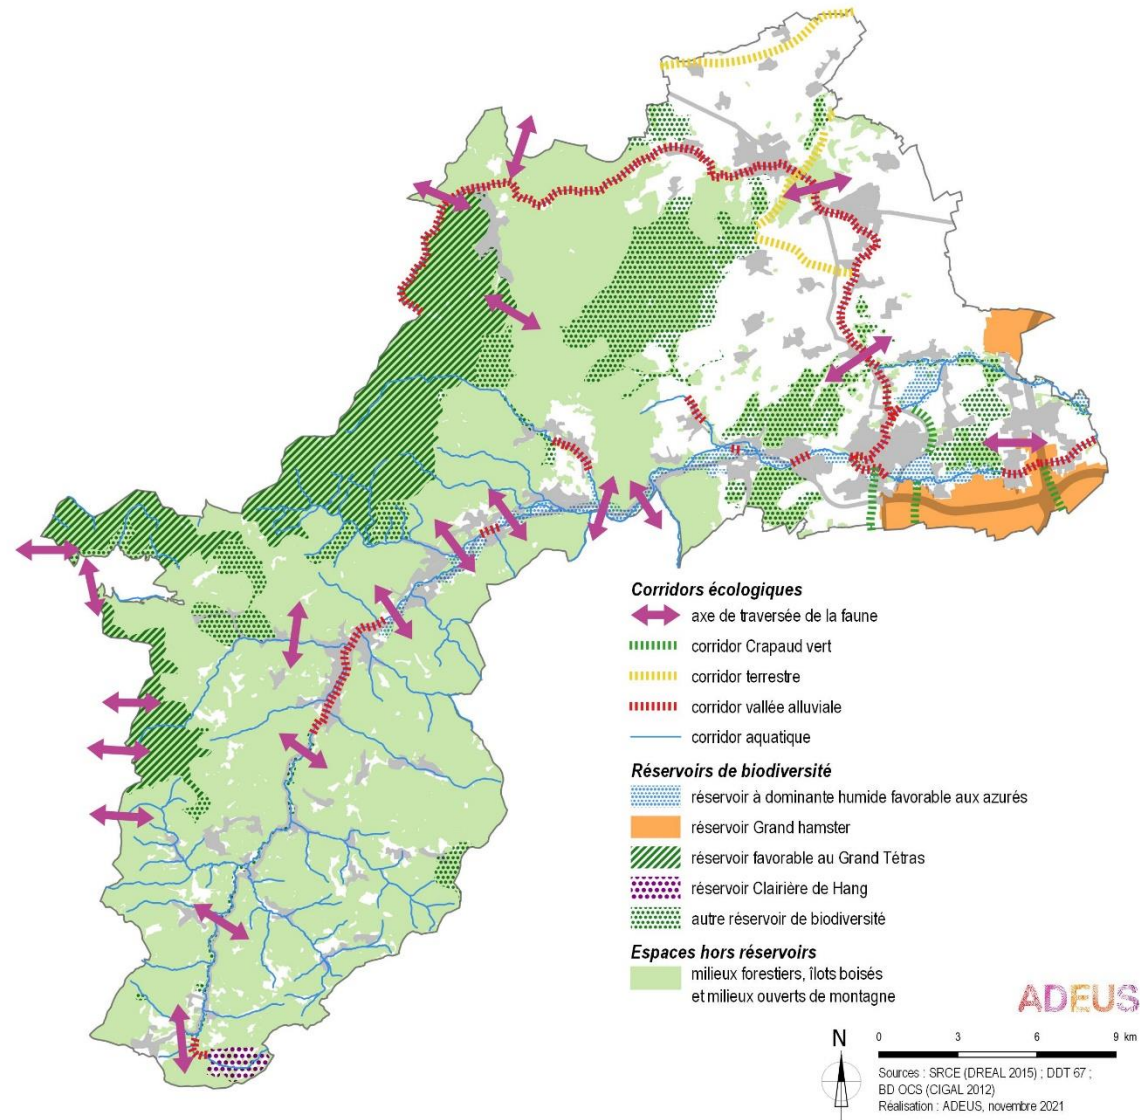 Corridors écologiques
axe de traversée de la faune
corridor Crapaud vert
corridor terrestre
corridor vallée alluviale
corridor aquatique
Réservoirs de biodiversité
réservoir à dominante humide favorable aux azurés
réservoir Grand hamster
réservoir favorable au Grand Tétras
réservoir Clairière de Hang
autre réservoir de biodiversité
Espaces hors réservoirs
milieux forestiers, îlots boisés
et milieux ouverts de montagne
ADEUS
N
0 3 6 9 km
Sources : SRCE (DREAL 2015) ; DDT 67 ;
BD OCS (CIGAL 2012)
Réalisation : ADEUS, novembre 2021